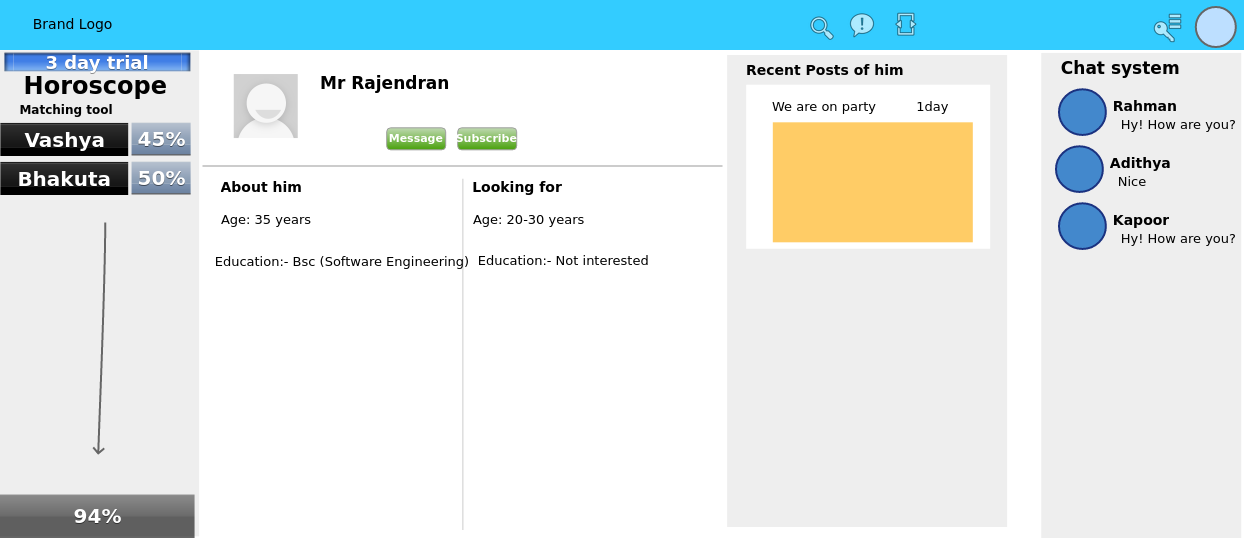 Brand Logo
3 day trial
Horoscope
Matching tool
Vashya 45%
Bhakuta 50%
94%
Mr Rajendran
Message Subscribe
About him
Age: 35 years
Education:- Bsc (Software Engineering)
Looking for
Age: 20-30 years
Education:- Not interested
Recent Posts of him
We are on party 1day
Chat system
Rahman
Hy! How are you?
Adithya
Nice
Kapoor
Hy! How are you?